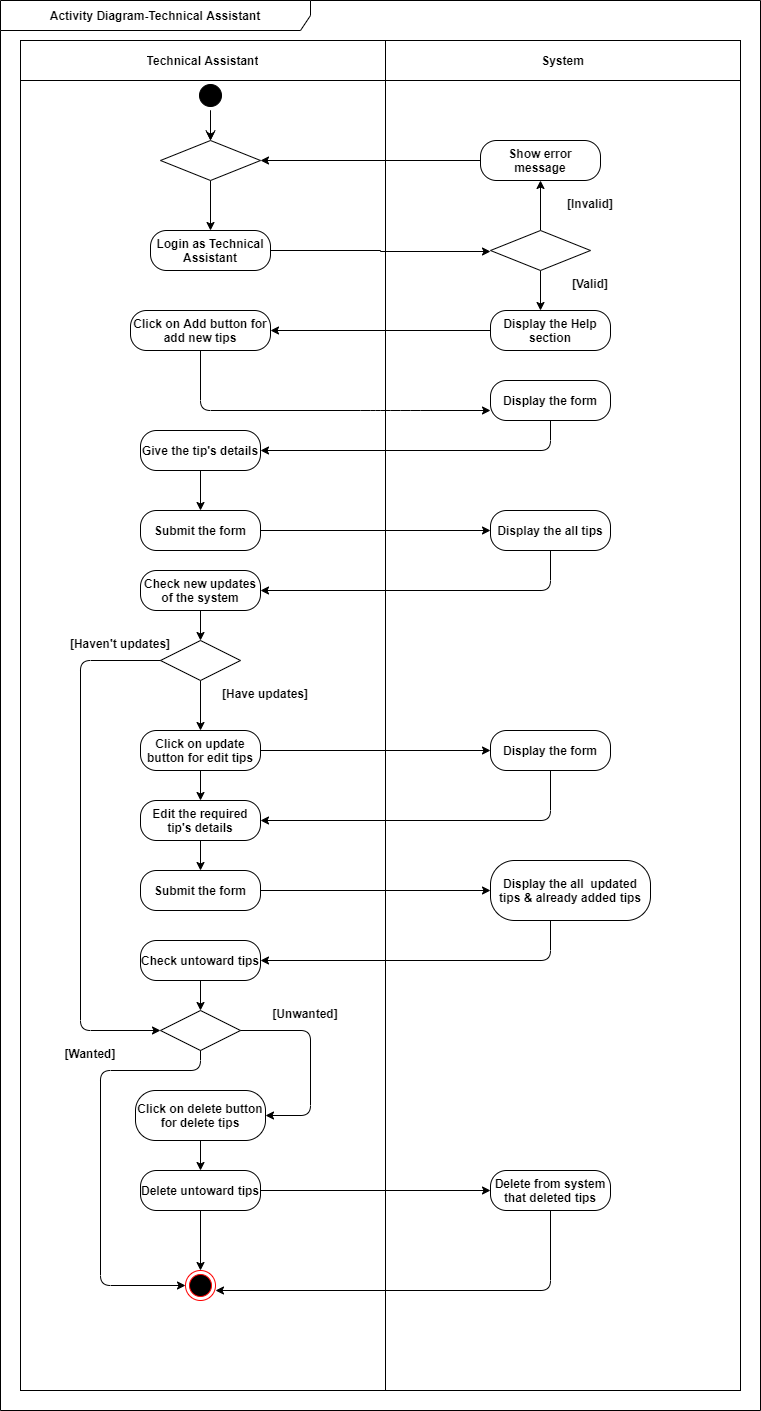 Activity Diagram-Technical Assistant
Technical Assistant
System
Show error
message
[Invalid]
Login as Technical
Assistant
[Valid]
Click on Add button for
add new tips
Display the Help
section
Display the form
Give the tip's details
Submit the form
Display the all tips
Check new updates
of the system
[Haven't updates]
[Have updates]
Click on update
button for edit tips
Display the form
Edit the required
tip's details
Submit the form
Display the all  updated
tips & already added tips
Check untoward tips
[Unwanted]
[Wanted]
Click on delete button
for delete tips
Delete untoward tips
Delete from system
that deleted tips